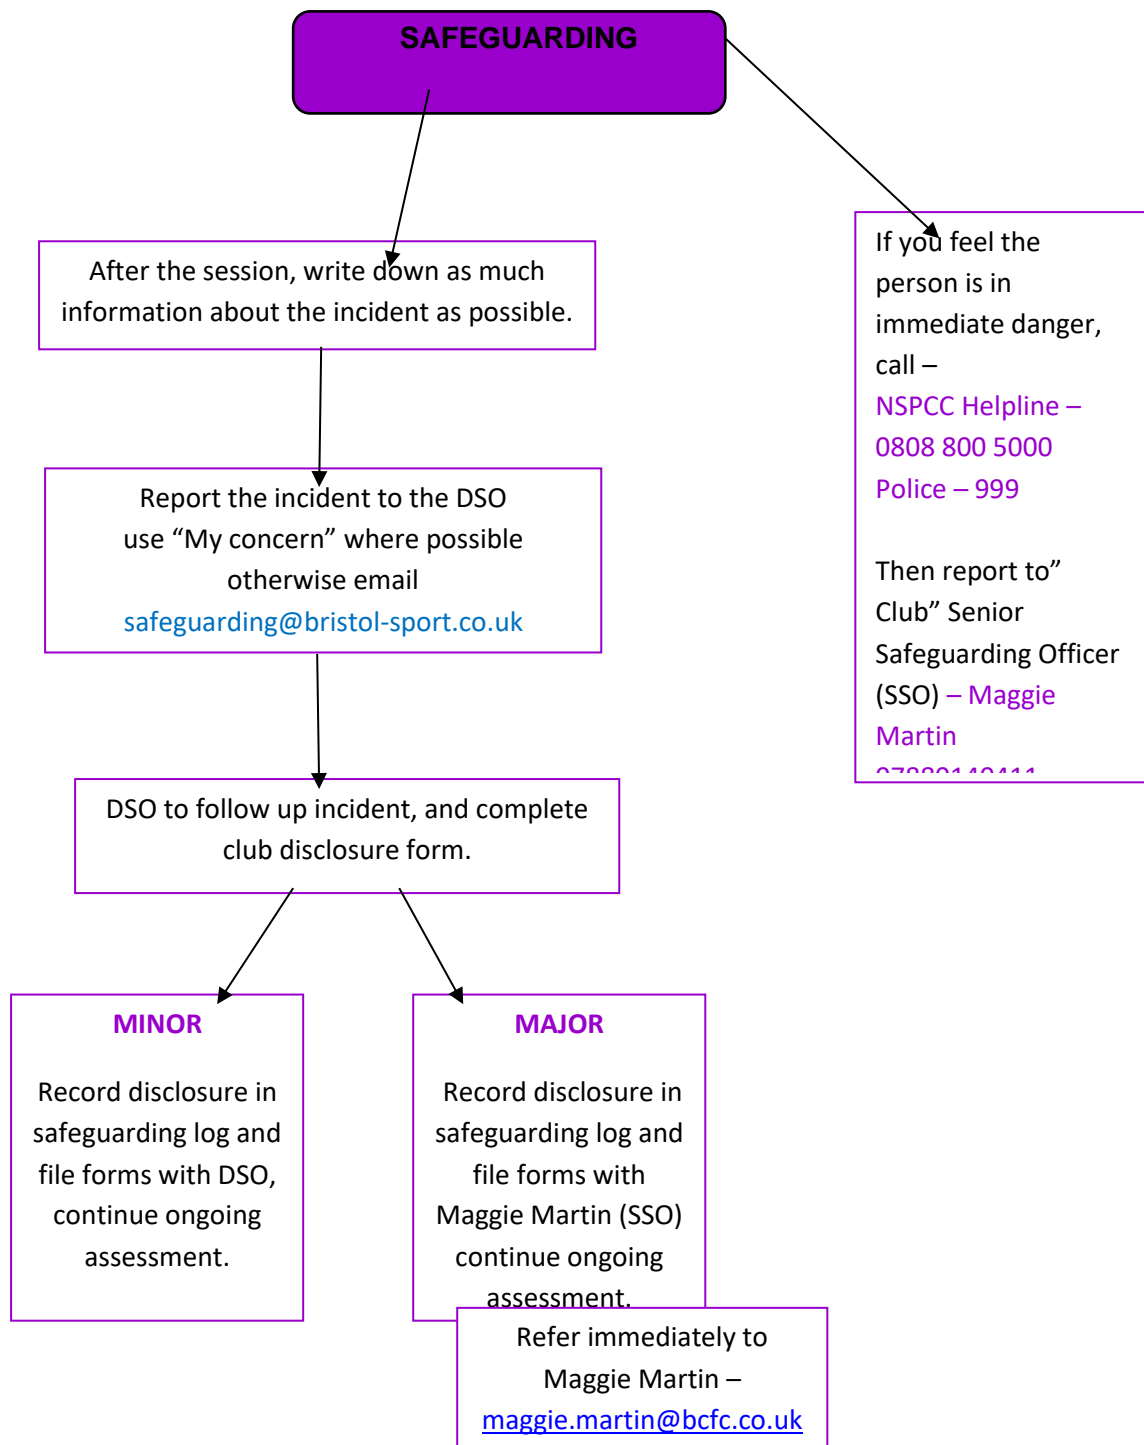 SAFEGUARDING
After the session, write down as much
information about the incident as possible.
If you feel the
person is in
immediate danger,
call –
NSPCC Helpline –
0808 800 5000
Police – 999
Then report to”
Club” Senior
Safeguarding Officer
(SSO) – Maggie
Martin
Report the incident to the DSO
use “My concern” where possible
otherwise email
safeguarding@bristol-sport.co.uk
DSO to follow up incident, and complete
club disclosure form.
MINOR
Record disclosure in
safeguarding log and
file forms with DSO,
continue ongoing
assessment.
MAJOR
Record disclosure in
safeguarding log and
file forms with
Maggie Martin (SSO)
continue ongoing
assessment.
Refer immediately to
Maggie Martin –
maggie.martin@bcfc.co.uk